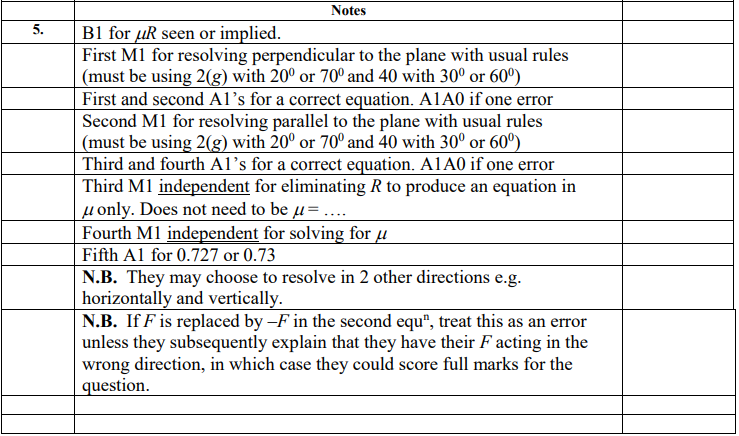 Notes
5.
B1 for μR seen or implied.
First M1 for resolving perpendicular to the plane with usual rules
(must be using 2(g) with 20⁰ or 70⁰ and 40 with 30⁰ or 60⁰)
First and second A1’s for a correct equation. A1A0 if one error
Second M1 for resolving parallel to the plane with usual rules
(must be using 2(g) with 20⁰ or 70⁰ and 40 with 30⁰ or 60⁰)
Third and fourth A1’s for a correct equation. A1A0 if one error
Third M1 independent for eliminating R to produce an equation in
μ only. Does not need to be μ = ….
Fourth M1 independent for solving for μ
Fifth A1 for 0.727 or 0.73
N.B. They may choose to resolve in 2 other directions e.g.
horizontally and vertically.
N.B. If F is replaced by –F in the second equⁿ, treat this as an error
unless they subsequently explain that they have their F acting in the
wrong direction, in which case they could score full marks for the
question.